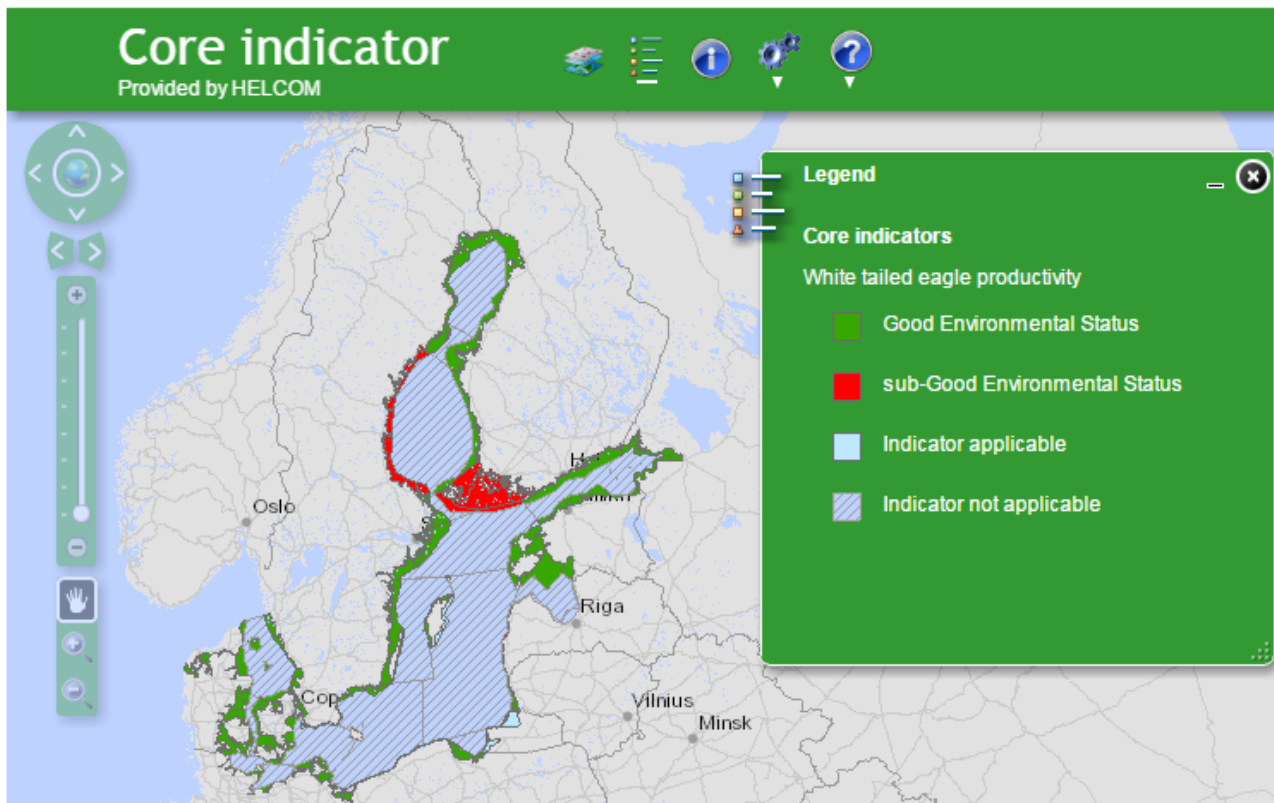 Core indicator
Provided by HELCOM
Legend
Core indicators
White tailed eagle productivity
Good Environmental Status
sub-Good Environmental Status
Indicator applicable
Indicator not applicable
Oslo
Riga
Cop
Vilnius
Minsk